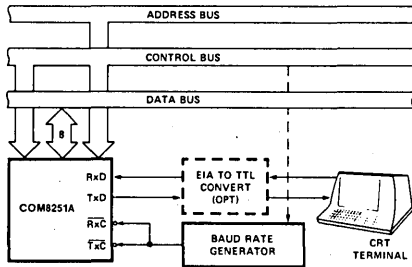 ADDRESS BUS
CONTROL BUS
DATA BUS
8
COM8251A
RxD
TxD
RxC
TxC
EIA TO TTL
CONVERT
(OPT)
BAUD RATE
GENERATOR
CRT
TERMINAL